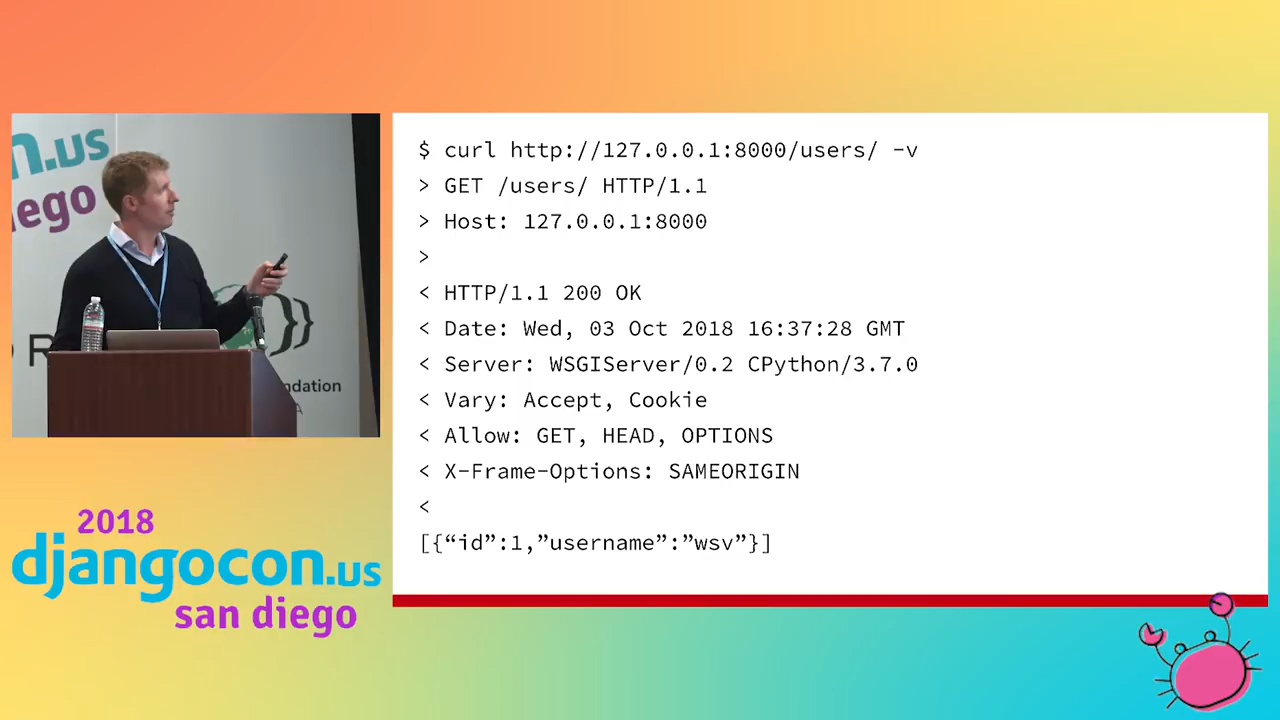 $ curl http://127.0.0.1:8000/users/ -v
> GET /users/ HTTP/1.1
> Host: 127.0.0.1:8000
>
< HTTP/1.1 200 OK
< Date: Wed, 03 Oct 2018 16:37:28 GMT
< Server: WSGIServer/0.2 CPython/3.7.0
< Vary: Accept, Cookie
< Allow: GET, HEAD, OPTIONS
< X-Frame-Options: SAMEORIGIN
<
[{“id”:1,”username”:”wsv”}]
n.us
iego
ndation
2018
djangocon.us
san diego